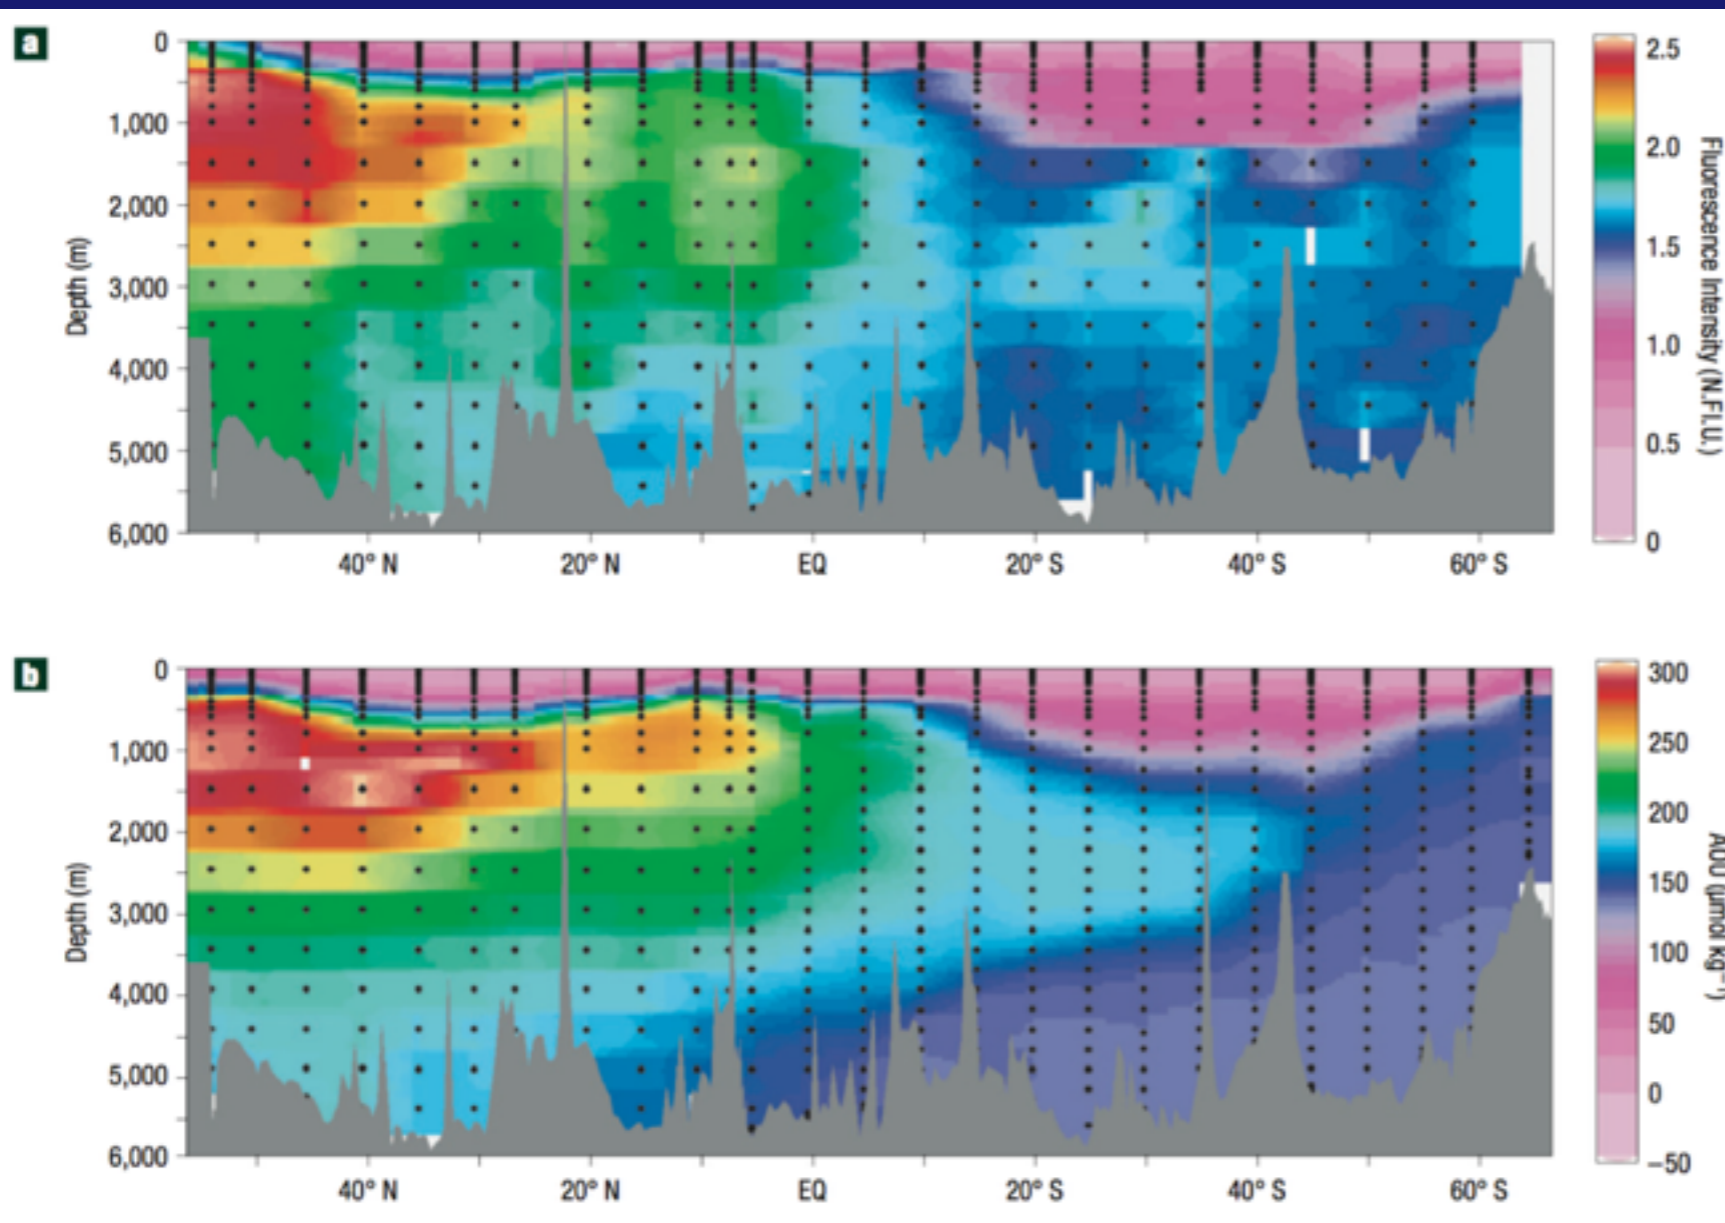 a
0
1,000
2,000
3,000
4,000
5,000
6,000
Depth (m)
40° N
20° N
EQ
20° S
40° S
60° S
2.5
2.0
1.5
1.0
0.5
0
Fluorescence Intensity (N.Fl.U.)
b
0
1,000
2,000
3,000
4,000
5,000
6,000
Depth (m)
40° N
20° N
EQ
20° S
40° S
60° S
300
250
200
150
100
50
0
−50
AOU (μmol kg⁻¹)